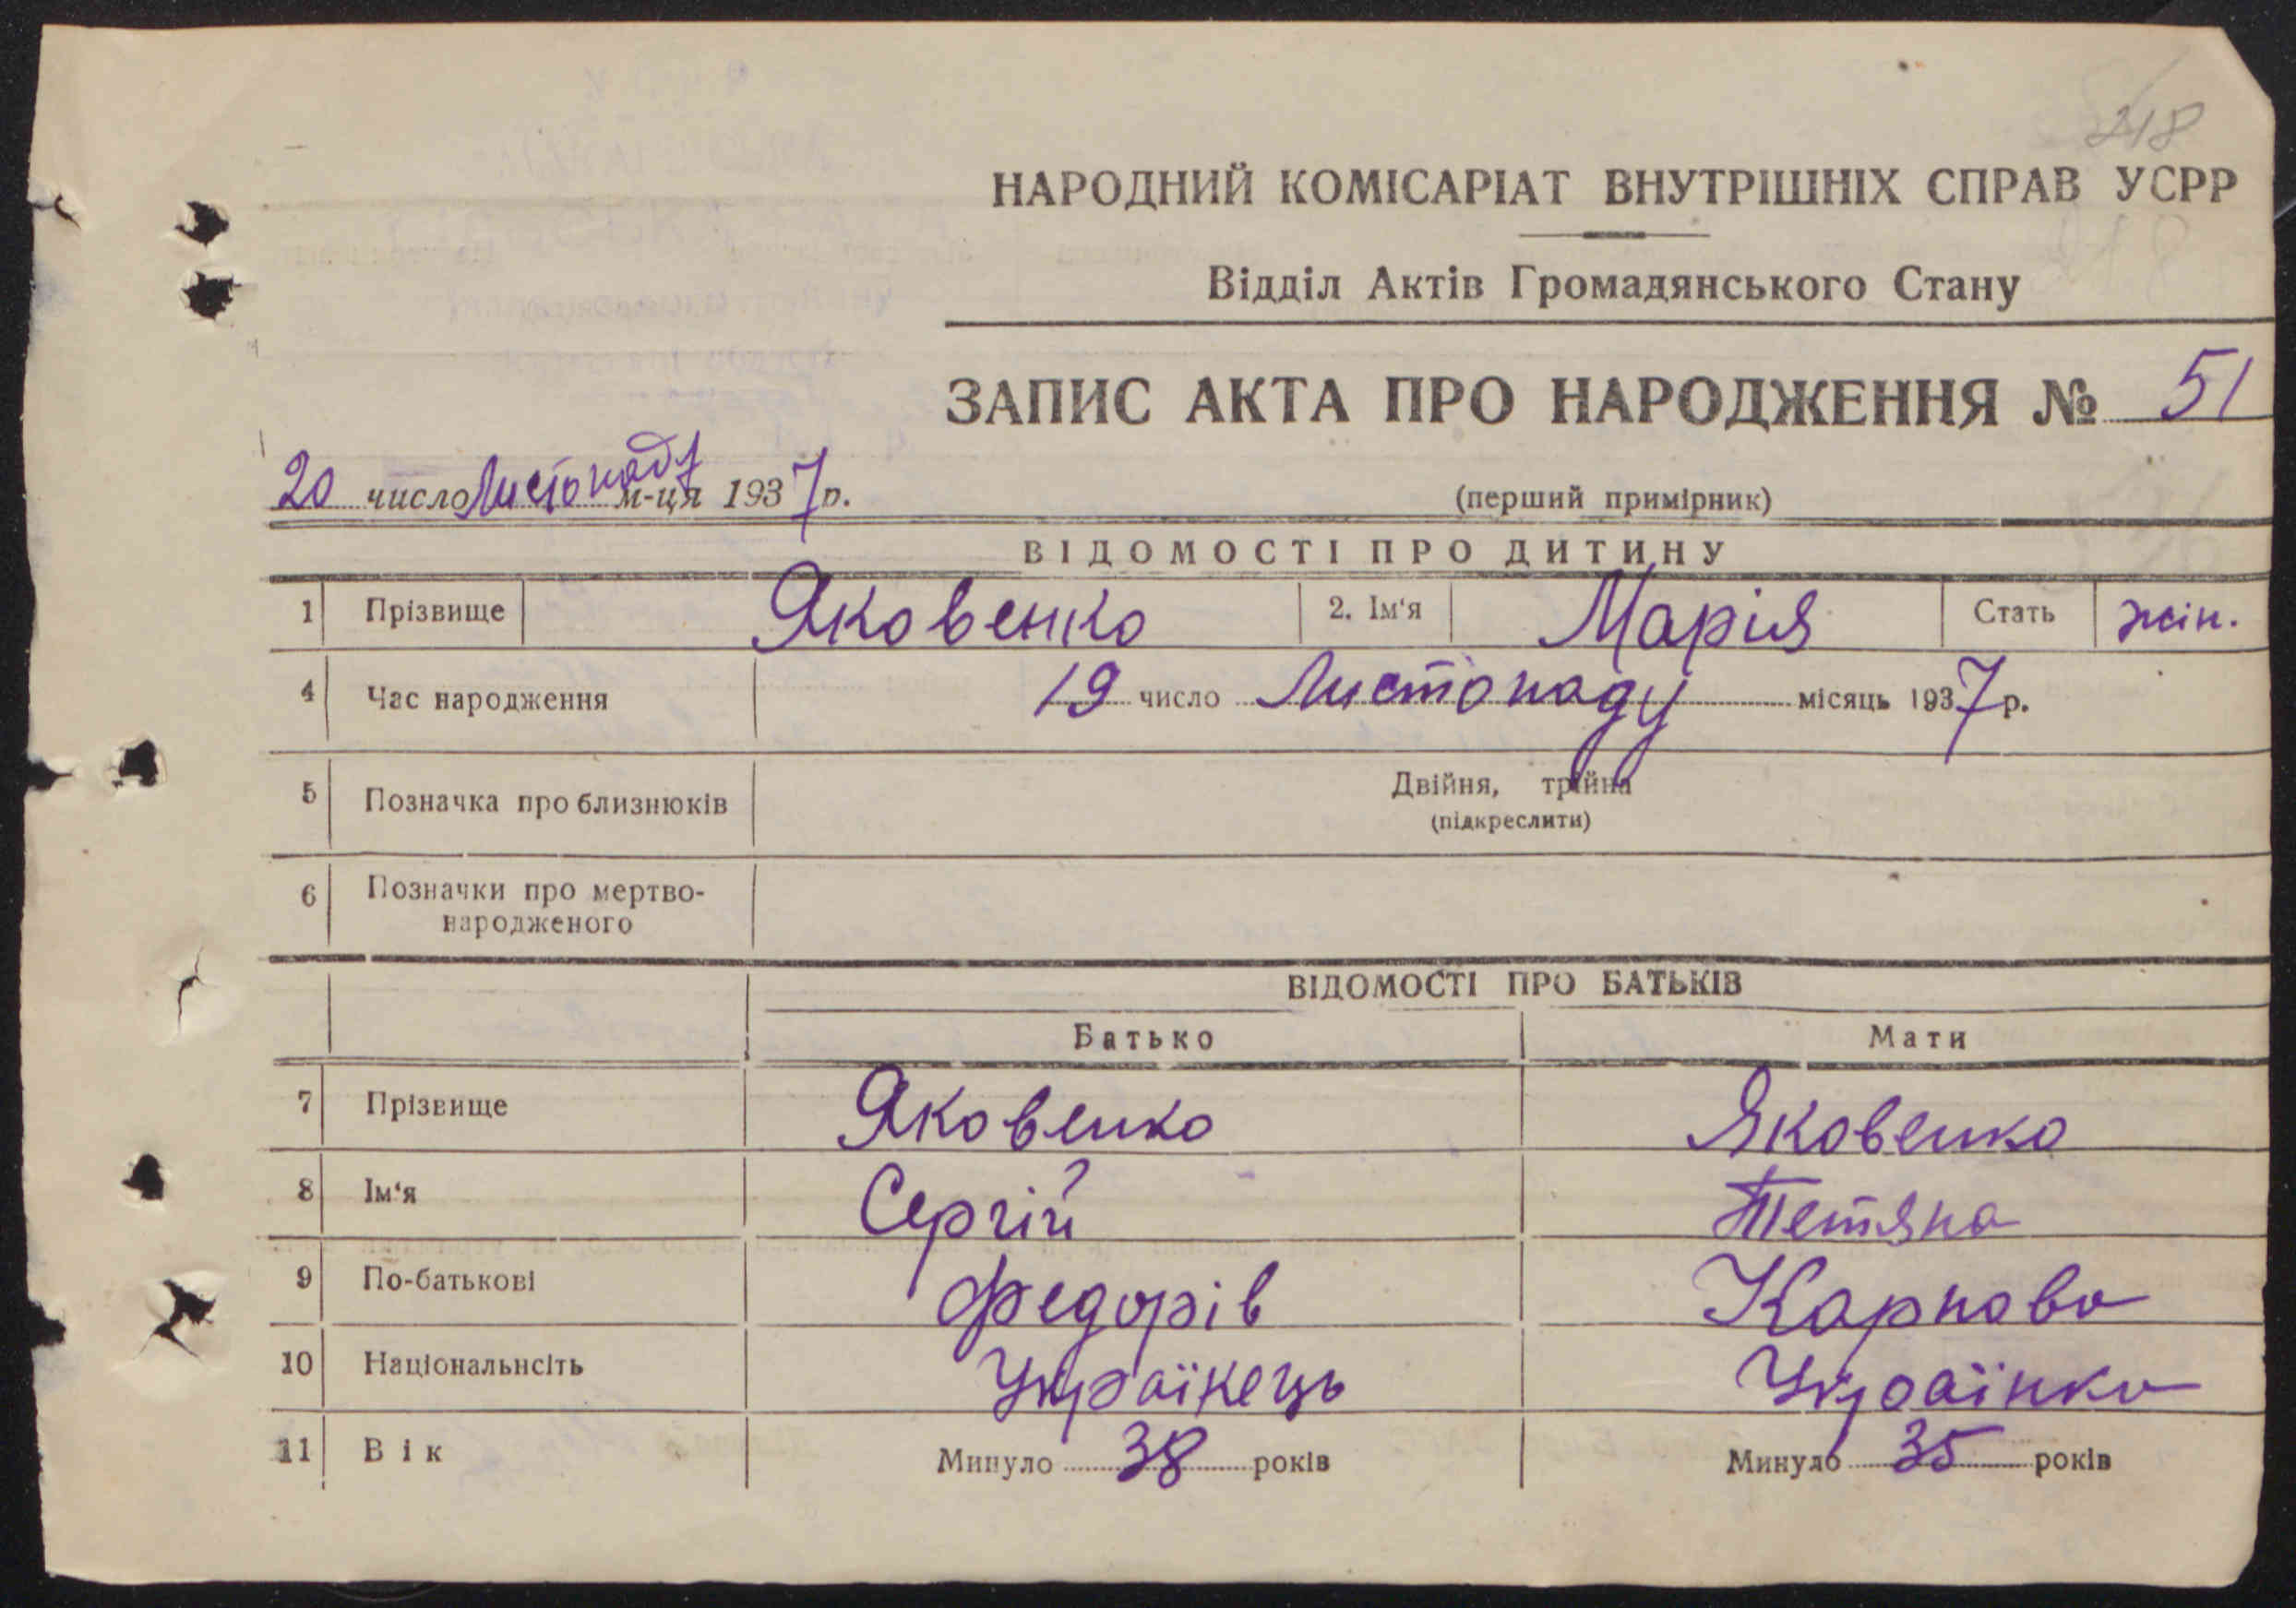 218
НАРОДНИЙ КОМІСАРІАТ ВНУТРІШНІХ СПРАВ УСРР
Відділ Актів Громадянського Стану
ЗАПИС АКТА ПРО НАРОДЖЕННЯ № 51
20 число Листопаду м-ця 1937 р.
(перший примірник)
ВІДОМОСТІ ПРО ДИТИНУ
1 Прізвище Яковенко 2. Ім'я Марія Стать жін.
4 Час народження 19 число Листопаду місяць 1937 р.
5 Позначка про близнюків Двійня, трійня
(підкреслити)
6 Позначки про мертво-
народженого
ВІДОМОСТІ ПРО БАТЬКІВ
Батько Мати
7 Прізвище Яковенко Яковенко
8 Ім'я Сергій Тетяна
9 По-батькові Федорів Карпова
10 Національнсіть Українець Українка
11 Вік Минуло 38 років Минуло 35 років